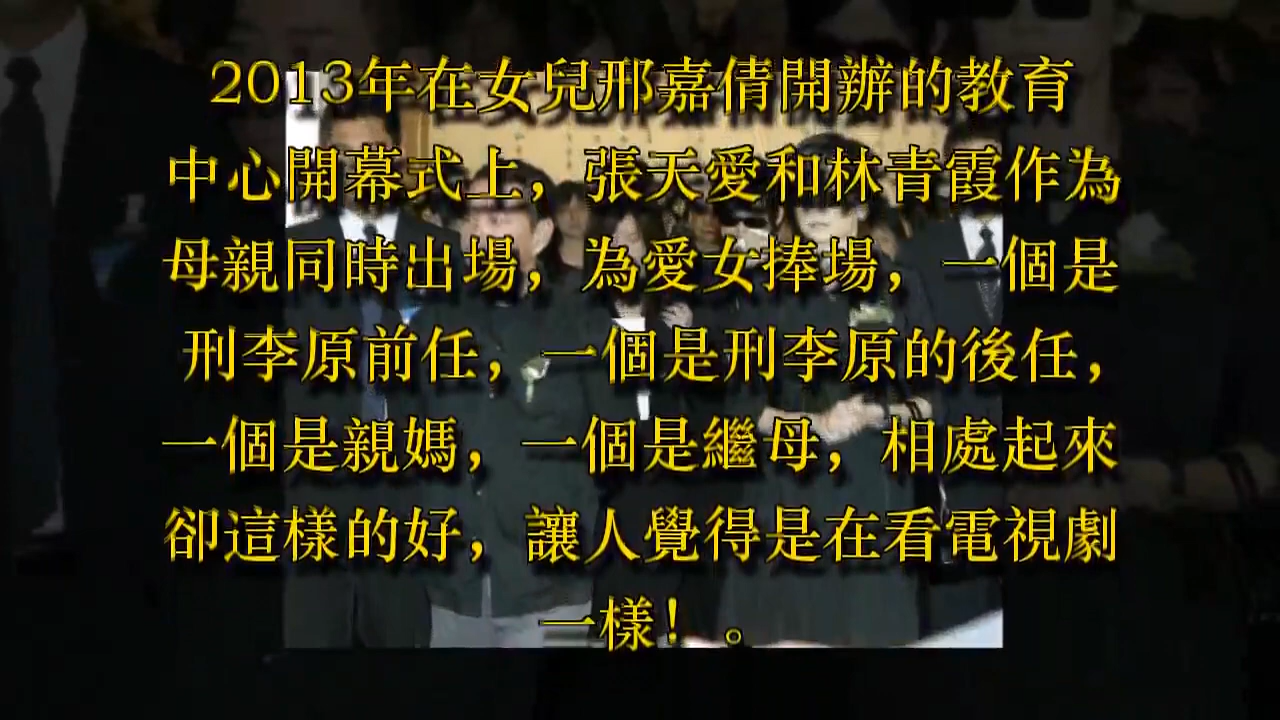 2013年在女兒邢嘉倩開辦的教育
中心開幕式上，張天愛和林青霞作為
母親同時出場，為愛女捧場，一個是
刑李原前任，一個是刑李原的後任，
一個是親媽，一個是繼母，相處起來
卻這樣的好，讓人覺得是在看電視劇
一樣！。